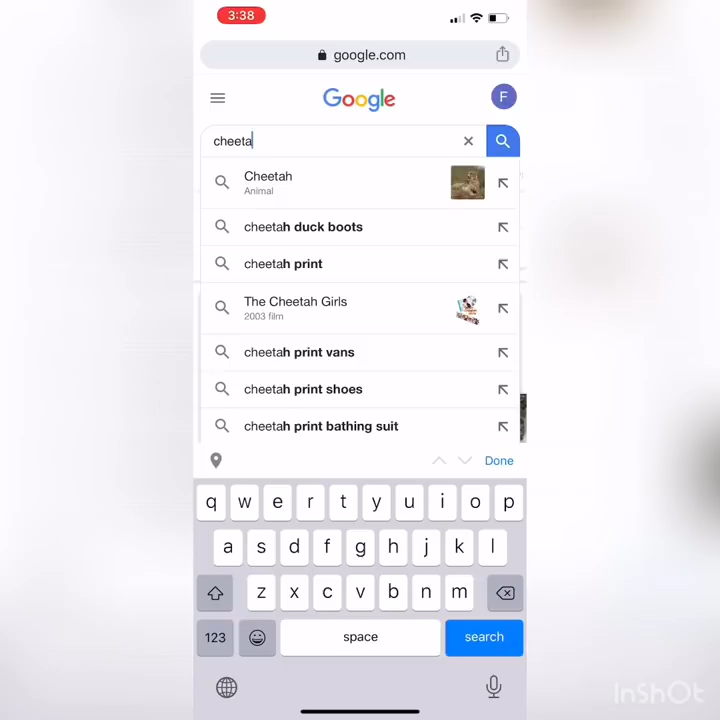 3:38
google.com
Google
F
cheeta
Cheetah
Animal
cheetah duck boots
cheetah print
The Cheetah Girls
2003 film
cheetah print vans
cheetah print shoes
cheetah print bathing suit
Done
q w e r t y u i o p
a s d f g h j k l
z x c v b n m
123 space search
InShOt